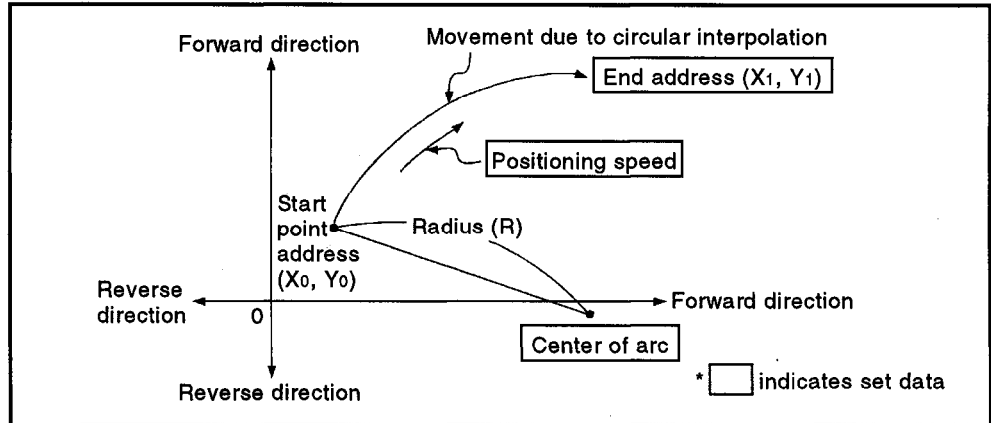 Forward direction
Movement due to circular interpolation
End address (X1, Y1)
Positioning speed
Start
point
address
(X0, Y0)
Radius (R)
Reverse
direction
0
Forward direction
Center of arc
Reverse direction
* indicates set data